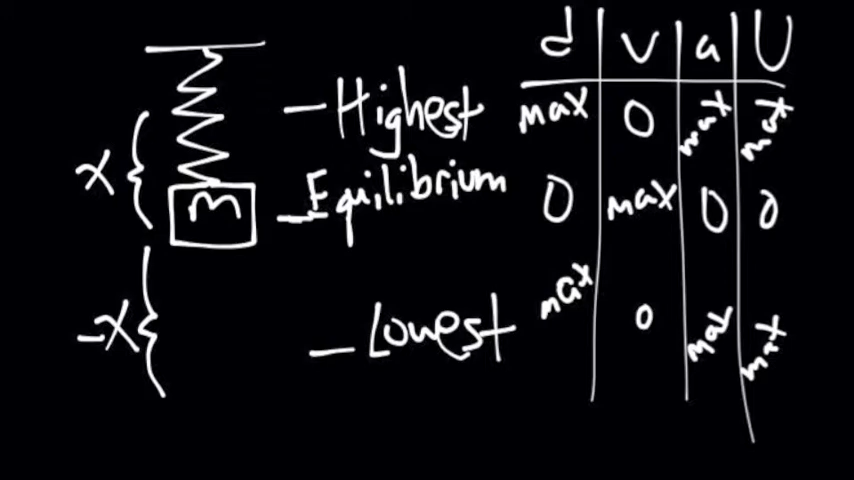 d v a U
Highest max 0 max max
x
Equilibrium 0 max 0 0
m
-x
Lowest max 0 max max